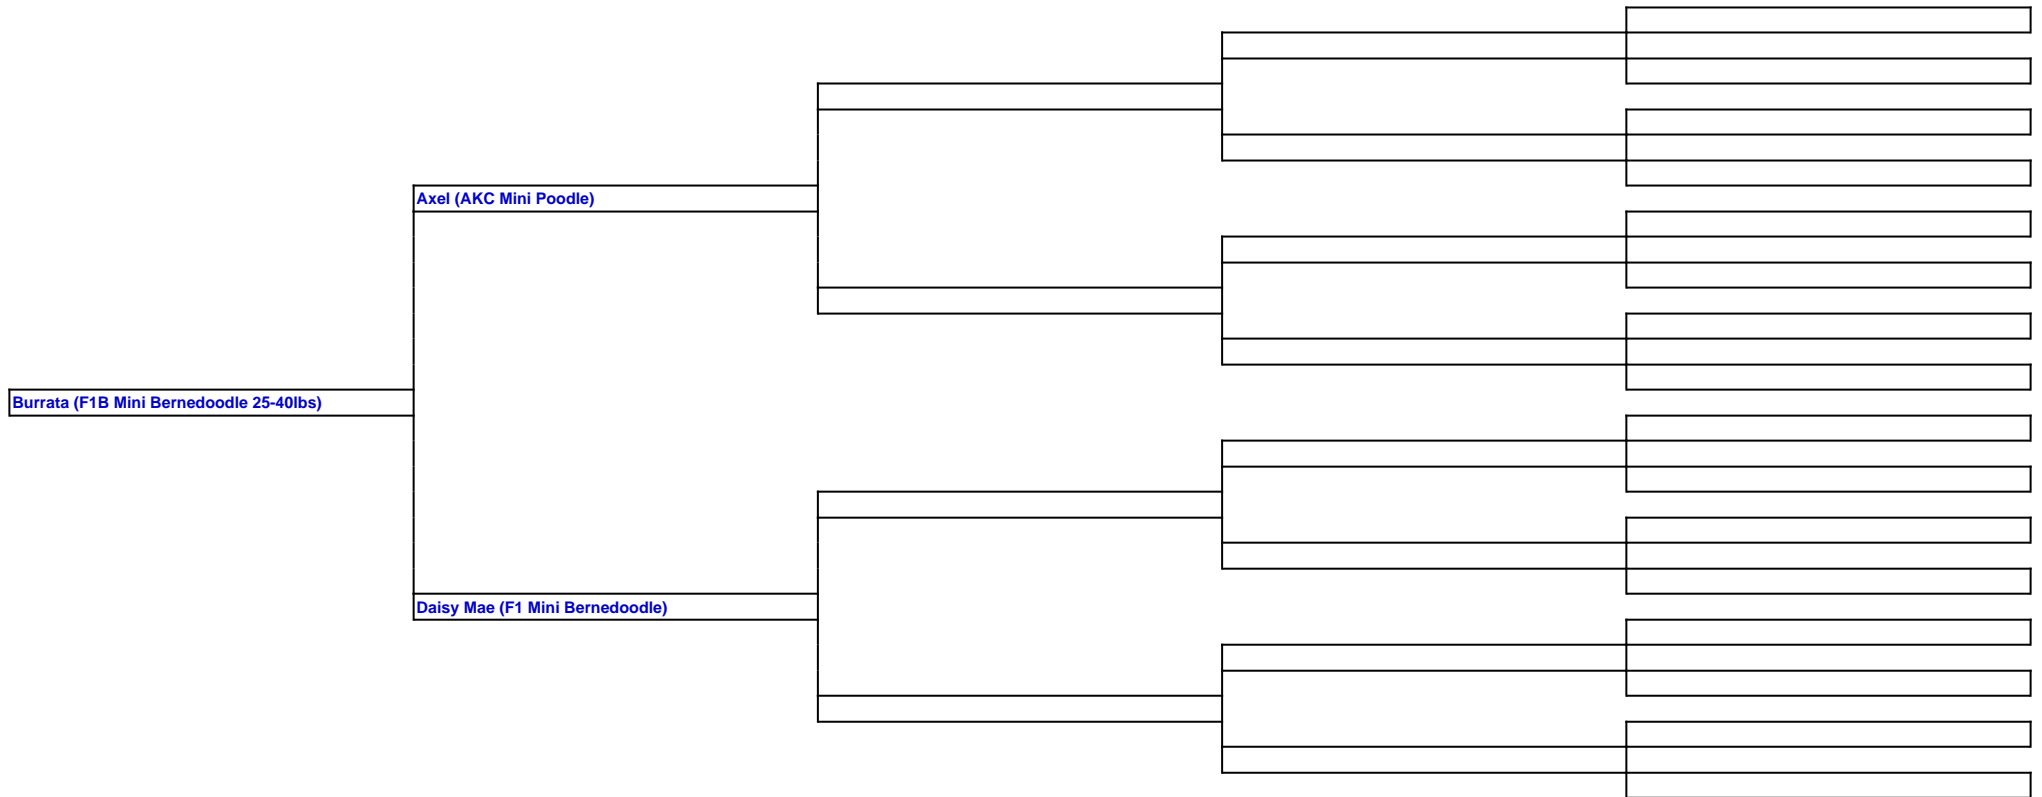 Axel (AKC Mini Poodle)
Burrata (F1B Mini Bernedoodle 25-40lbs)
Daisy Mae (F1 Mini Bernedoodle)